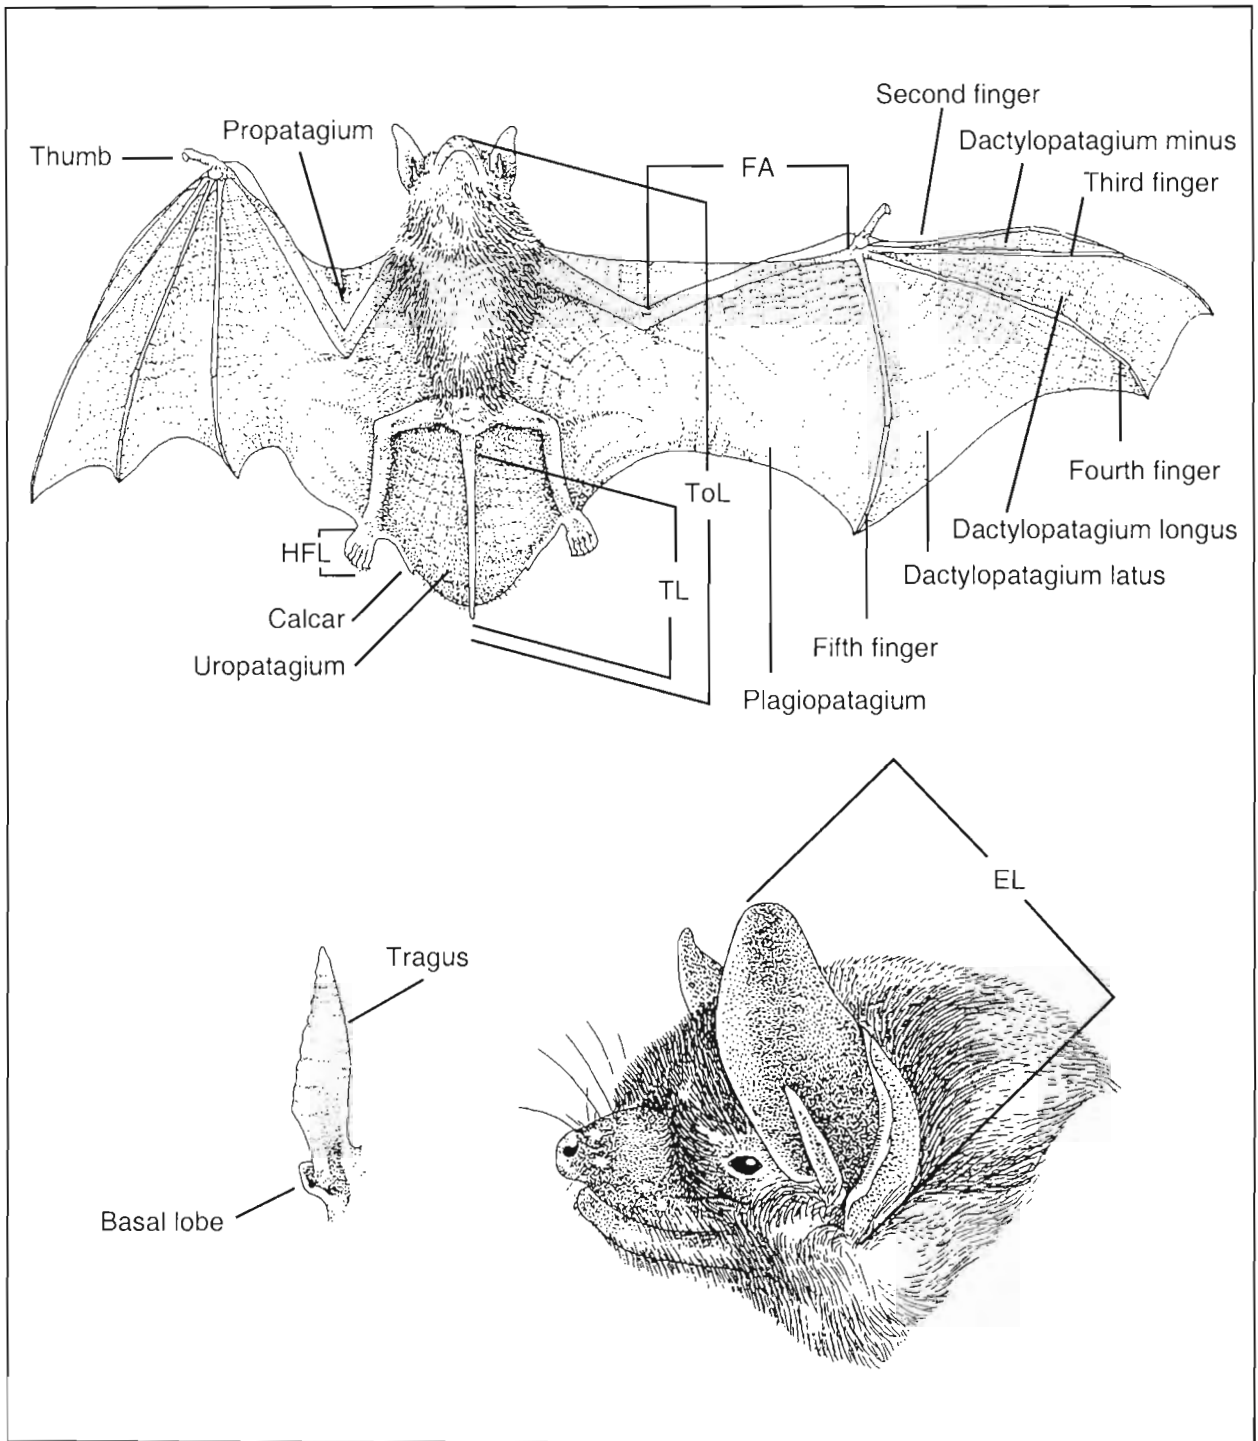 Second finger
Propatagium
Dactylopatagium minus
Thumb
FA
Third finger
Fourth finger
ToL
Dactylopatagium longus
HFL
Dactylopatagium latus
TL
Calcar
Fifth finger
Uropatagium
Plagiopatagium
EL
Tragus
Basal lobe